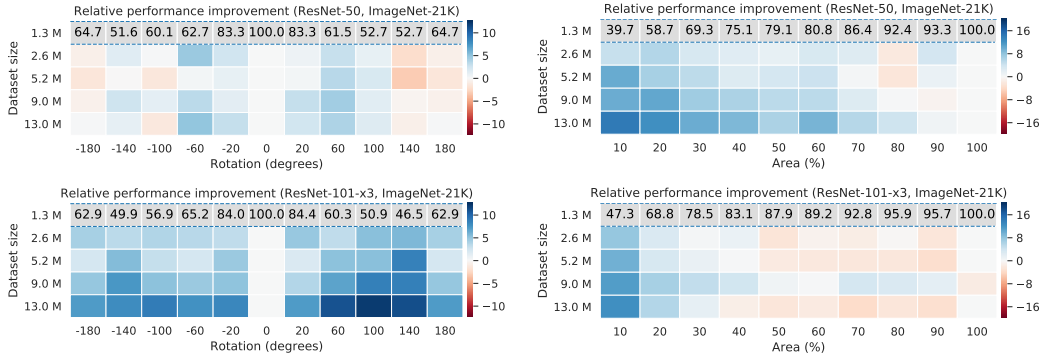 Relative performance improvement (ResNet-50, ImageNet-21K)
1.3 M 64.7 51.6 60.1 62.7 83.3 100.0 83.3 61.5 52.7 52.7 64.7
2.6 M
5.2 M
9.0 M
13.0 M
Dataset size
-180 -140 -100 -60 -20 0 20 60 100 140 180
Rotation (degrees)
10
5
0
−5
−10
Relative performance improvement (ResNet-50, ImageNet-21K)
1.3 M 39.7 58.7 69.3 75.1 79.1 80.8 86.4 92.4 93.3 100.0
2.6 M
5.2 M
9.0 M
13.0 M
Dataset size
10 20 30 40 50 60 70 80 90 100
Area (%)
16
8
0
−8
−16
Relative performance improvement (ResNet-101-x3, ImageNet-21K)
1.3 M 62.9 49.9 56.9 65.2 84.0 100.0 84.4 60.3 50.9 46.5 62.9
2.6 M
5.2 M
9.0 M
13.0 M
Dataset size
-180 -140 -100 -60 -20 0 20 60 100 140 180
Rotation (degrees)
10
5
0
−5
−10
Relative performance improvement (ResNet-101-x3, ImageNet-21K)
1.3 M 47.3 68.8 78.5 83.1 87.9 89.2 92.8 95.9 95.7 100.0
2.6 M
5.2 M
9.0 M
13.0 M
Dataset size
10 20 30 40 50 60 70 80 90 100
Area (%)
16
8
0
−8
−16